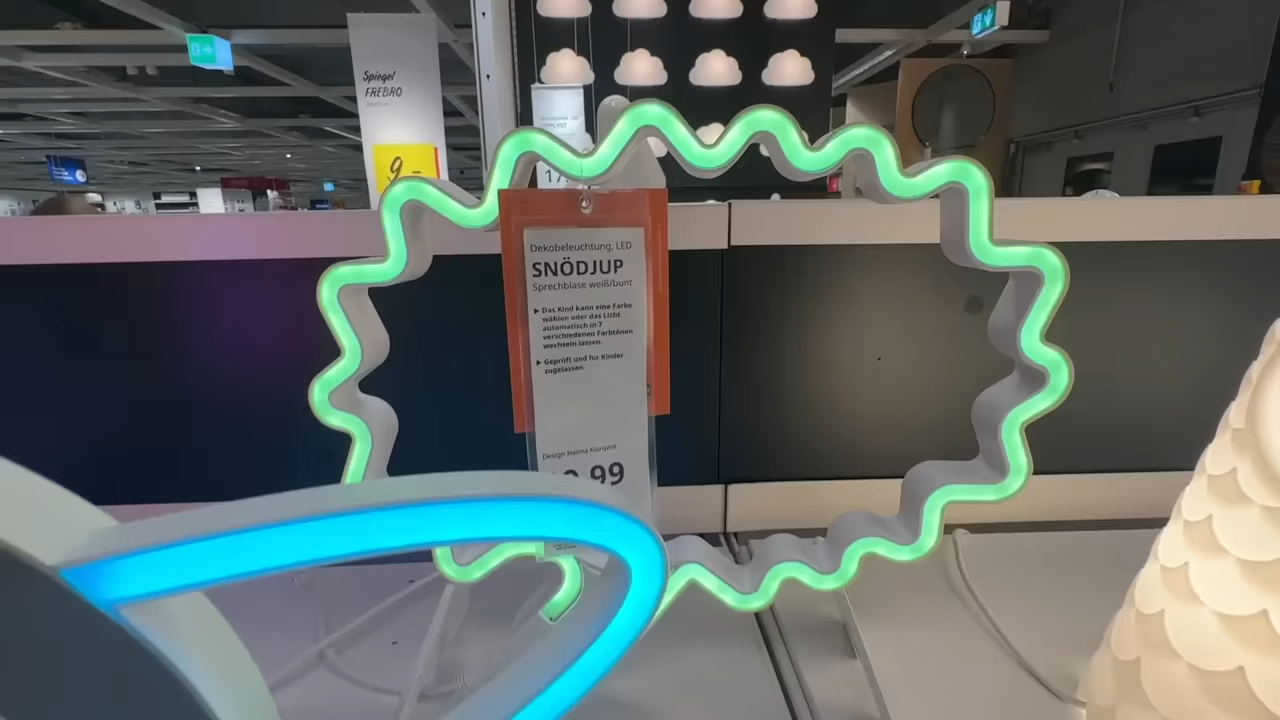 Spiegel
FREBRO
9
Dekobeleuchtung, LED
SNÖDJUP
Sprechblase weiß/bunt
▸ Das Kind kann eine Farbe
wählen oder das Licht
automatisch in 7
verschiedenen Farbtönen
wechseln lassen.
▸ Geprüft und für Kinder
zugelassen.
Design Hanna
.99